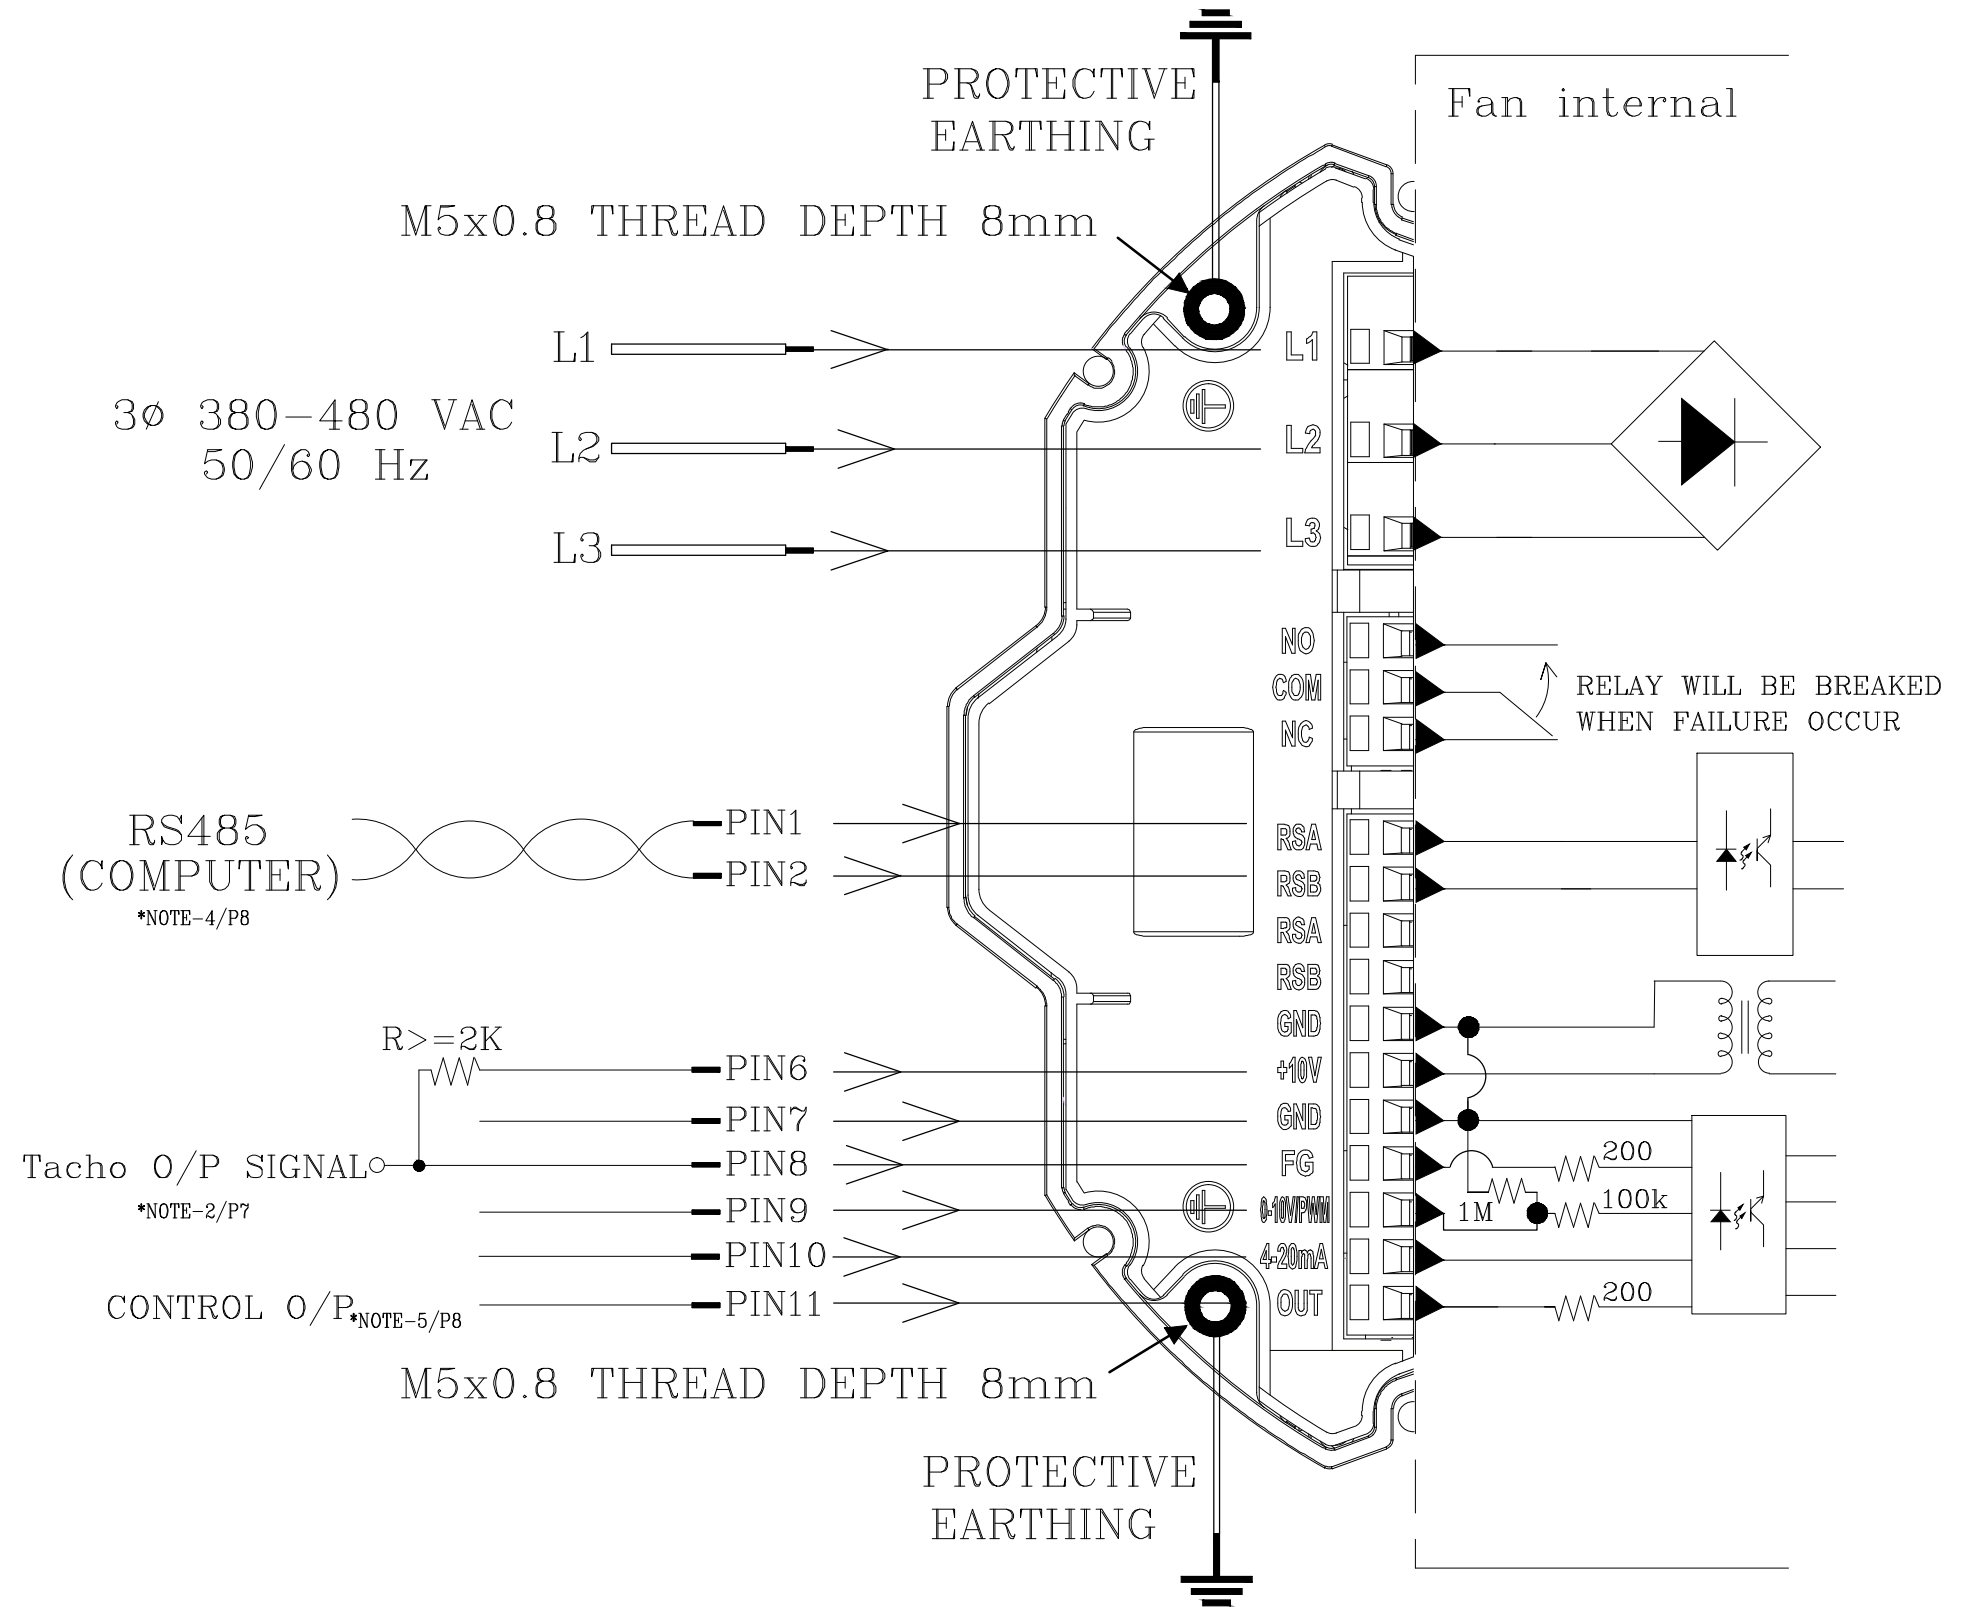 PROTECTIVE
EARTHING
Fan internal
M5x0.8 THREAD DEPTH 8mm
L1
L1
3ø 380-480 VAC
50/60 Hz
L2
L2
L3
L3
NO
COM
NC
RELAY WILL BE BREAKED
WHEN FAILURE OCCUR
RS485
(COMPUTER)
*NOTE-4/P8
PIN1
PIN2
RSA
RSB
RSA
RSB
GND
+10V
GND
FG
0-10V/PWM
4-20mA
OUT
R>=2K
PIN6
PIN7
PIN8
PIN9
PIN10
PIN11
Tacho O/P SIGNAL
*NOTE-2/P7
CONTROL O/P
*NOTE-5/P8
200
1M
100k
200
M5x0.8 THREAD DEPTH 8mm
PROTECTIVE
EARTHING